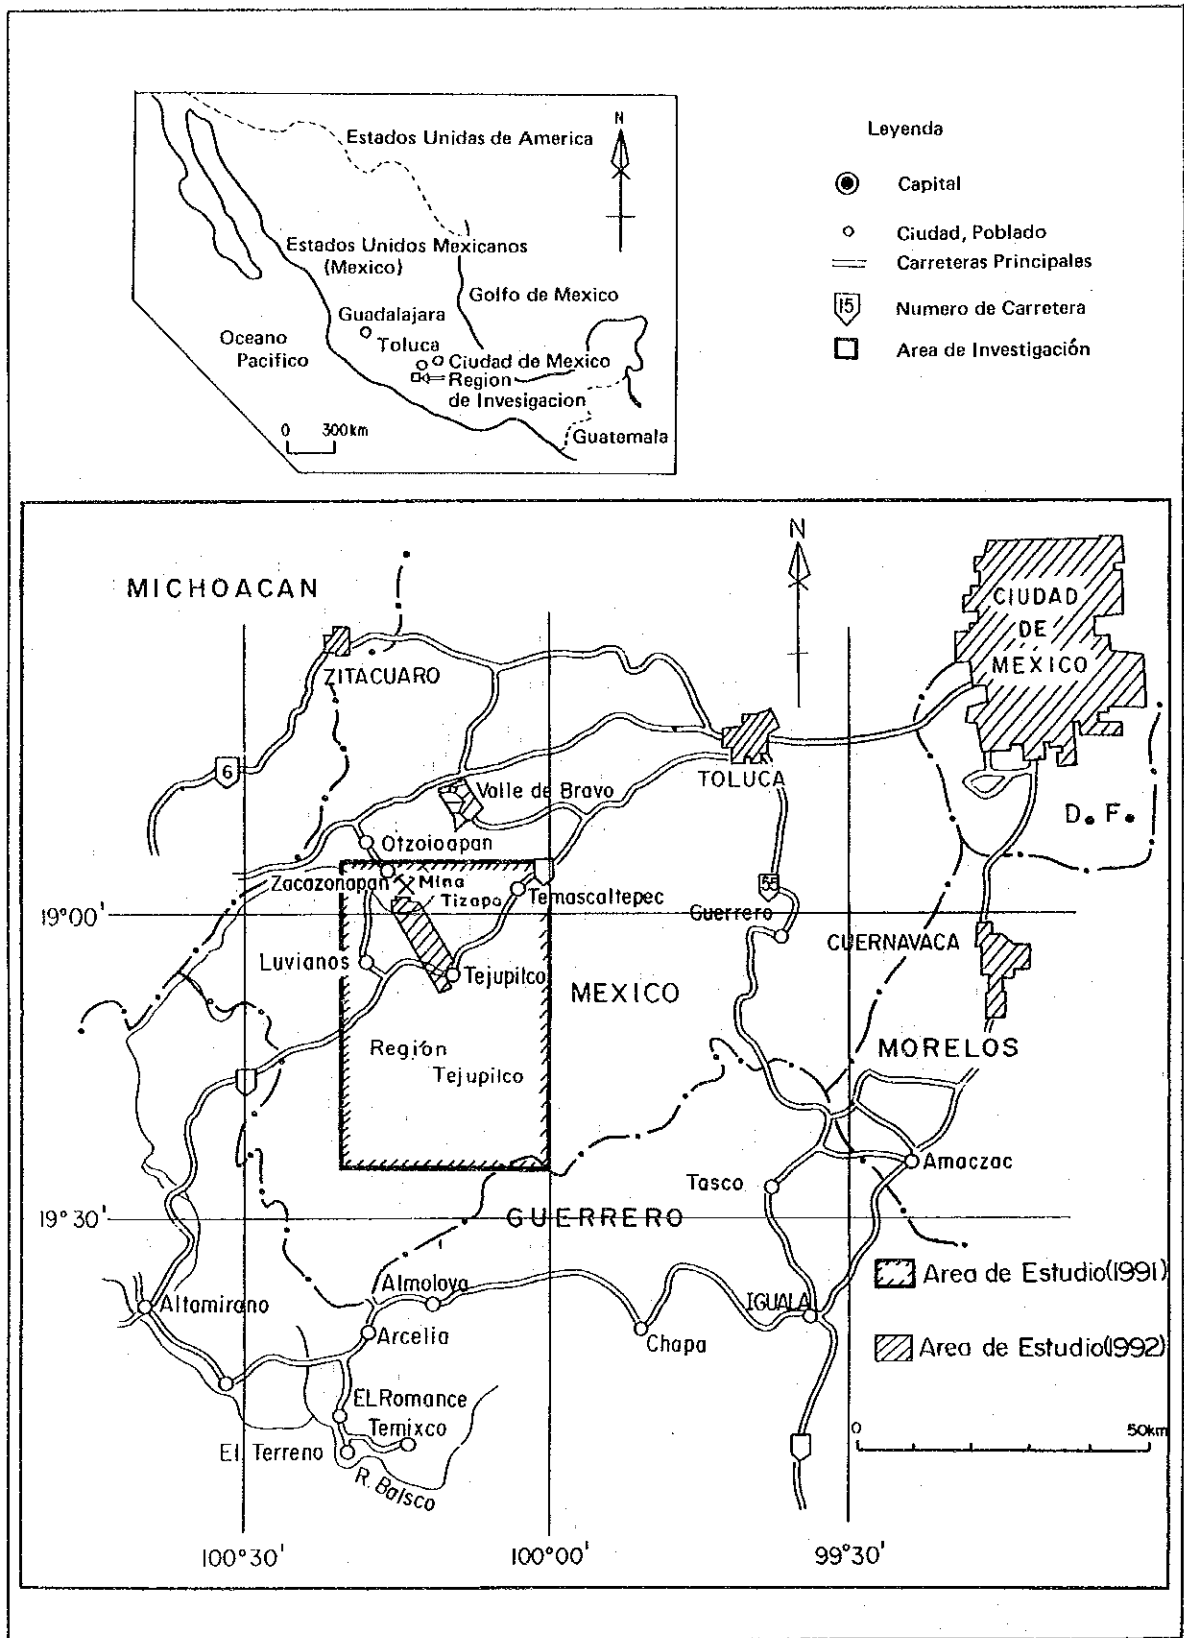 N
Estados Unidas de America
Estados Unidos Mexicanos
(Mexico)
Golfo de Mexico
Guadalajara
Toluca
Oceano
Pacifico
Ciudad de Mexico
Region
de Invesigacion
Guatemala
0 300km
Leyenda
Capital
Ciudad, Poblado
Carreteras Principales
15 Numero de Carretera
Area de Investigación
N
MICHOACAN
CIUDAD
DE
MEXICO
ZITACUARO
6
Valle de Bravo
TOLUCA
D. F.
Otzoloapan
Zacazonapan
Mina
Tizapa
Temascaltepec
55
Guerrero
19°00'
CUERNAVACA
Luvianos
Tejupilco
MEXICO
MORELOS
Región
Tejupilco
Amaczac
Tasco
19°30'
GUERRERO
Area de Estudio(1991)
Almoloya
IGUALA
Altamirano
Arcelia
Chapa
Area de Estudio(1992)
EL Romance
Temixco
El Terreno
R. Balsco
0 50km
100°30' 100°00' 99°30'